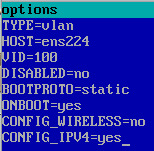 options
TYPE=vlan
HOST=ens224
VID=100
DISABLED=no
BOOTPROTO=static
ONBOOT=yes
CONFIG_WIRELESS=no
CONFIG_IPV4=yes_